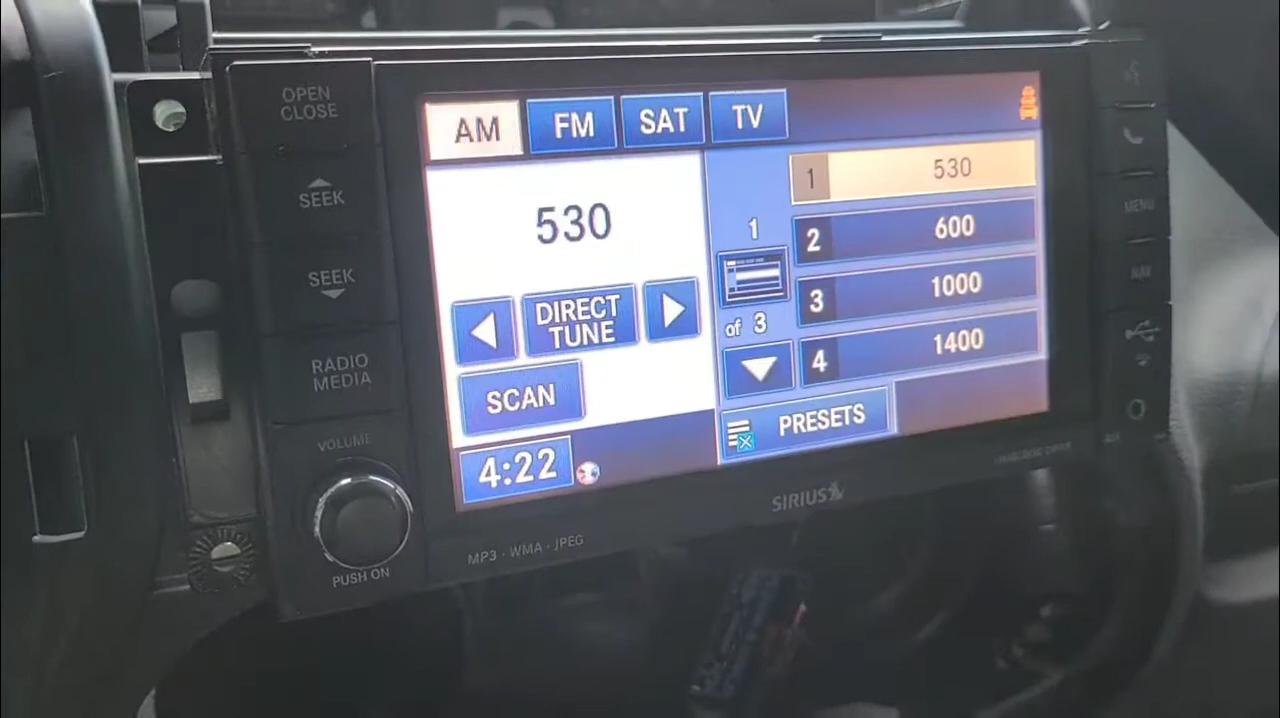 OPEN
CLOSE
SEEK
SEEK
RADIO
MEDIA
VOLUME
PUSH ON
AM
FM
SAT
TV
530
DIRECT
TUNE
SCAN
4:22
1
of 3
1 530
2 600
3 1000
4 1400
PRESETS
MENU
NAV
SIRIUS
MP3 · WMA · JPEG